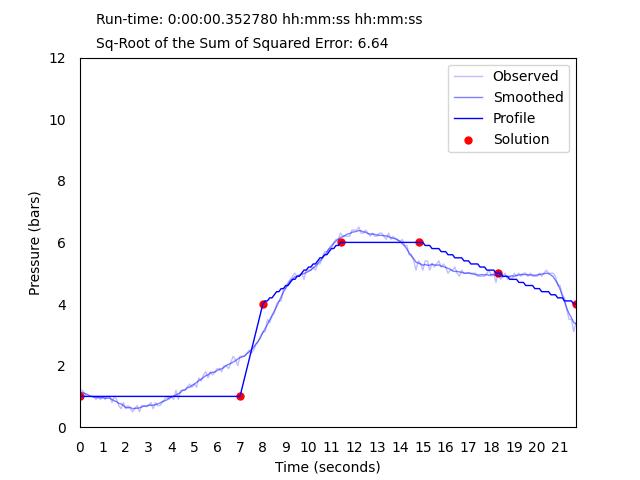 Run-time: 0:00:00.352780 hh:mm:ss hh:mm:ss
Sq-Root of the Sum of Squared Error: 6.64
12
10
8
6
4
2
0
Pressure (bars)
Observed
Smoothed
Profile
Solution
0 1 2 3 4 5 6 7 8 9 10 11 12 13 14 15 16 17 18 19 20 21
Time (seconds)